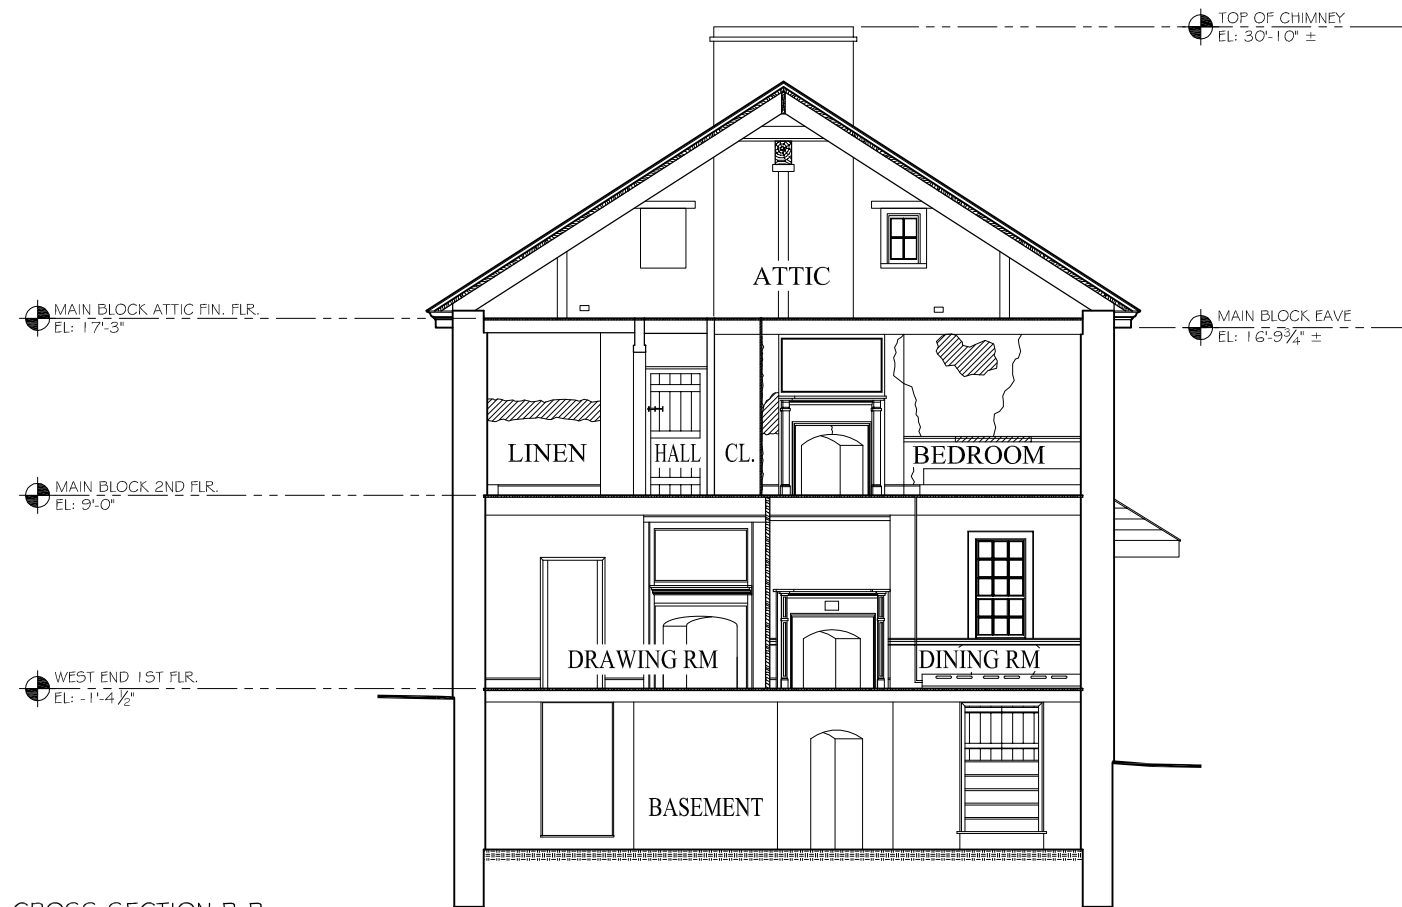 TOP OF CHIMNEY
EL: 30'-10" ±
MAIN BLOCK ATTIC FIN. FLR.
EL: 17'-3"
MAIN BLOCK EAVE
EL: 16'-9¾" ±
ATTIC
LINEN
HALL
CL.
BEDROOM
MAIN BLOCK 2ND FLR.
EL: 9'-0"
DRAWING RM
DINING RM
WEST END 1ST FLR.
EL: -1'-4½"
BASEMENT
CROSS SECTION B-B